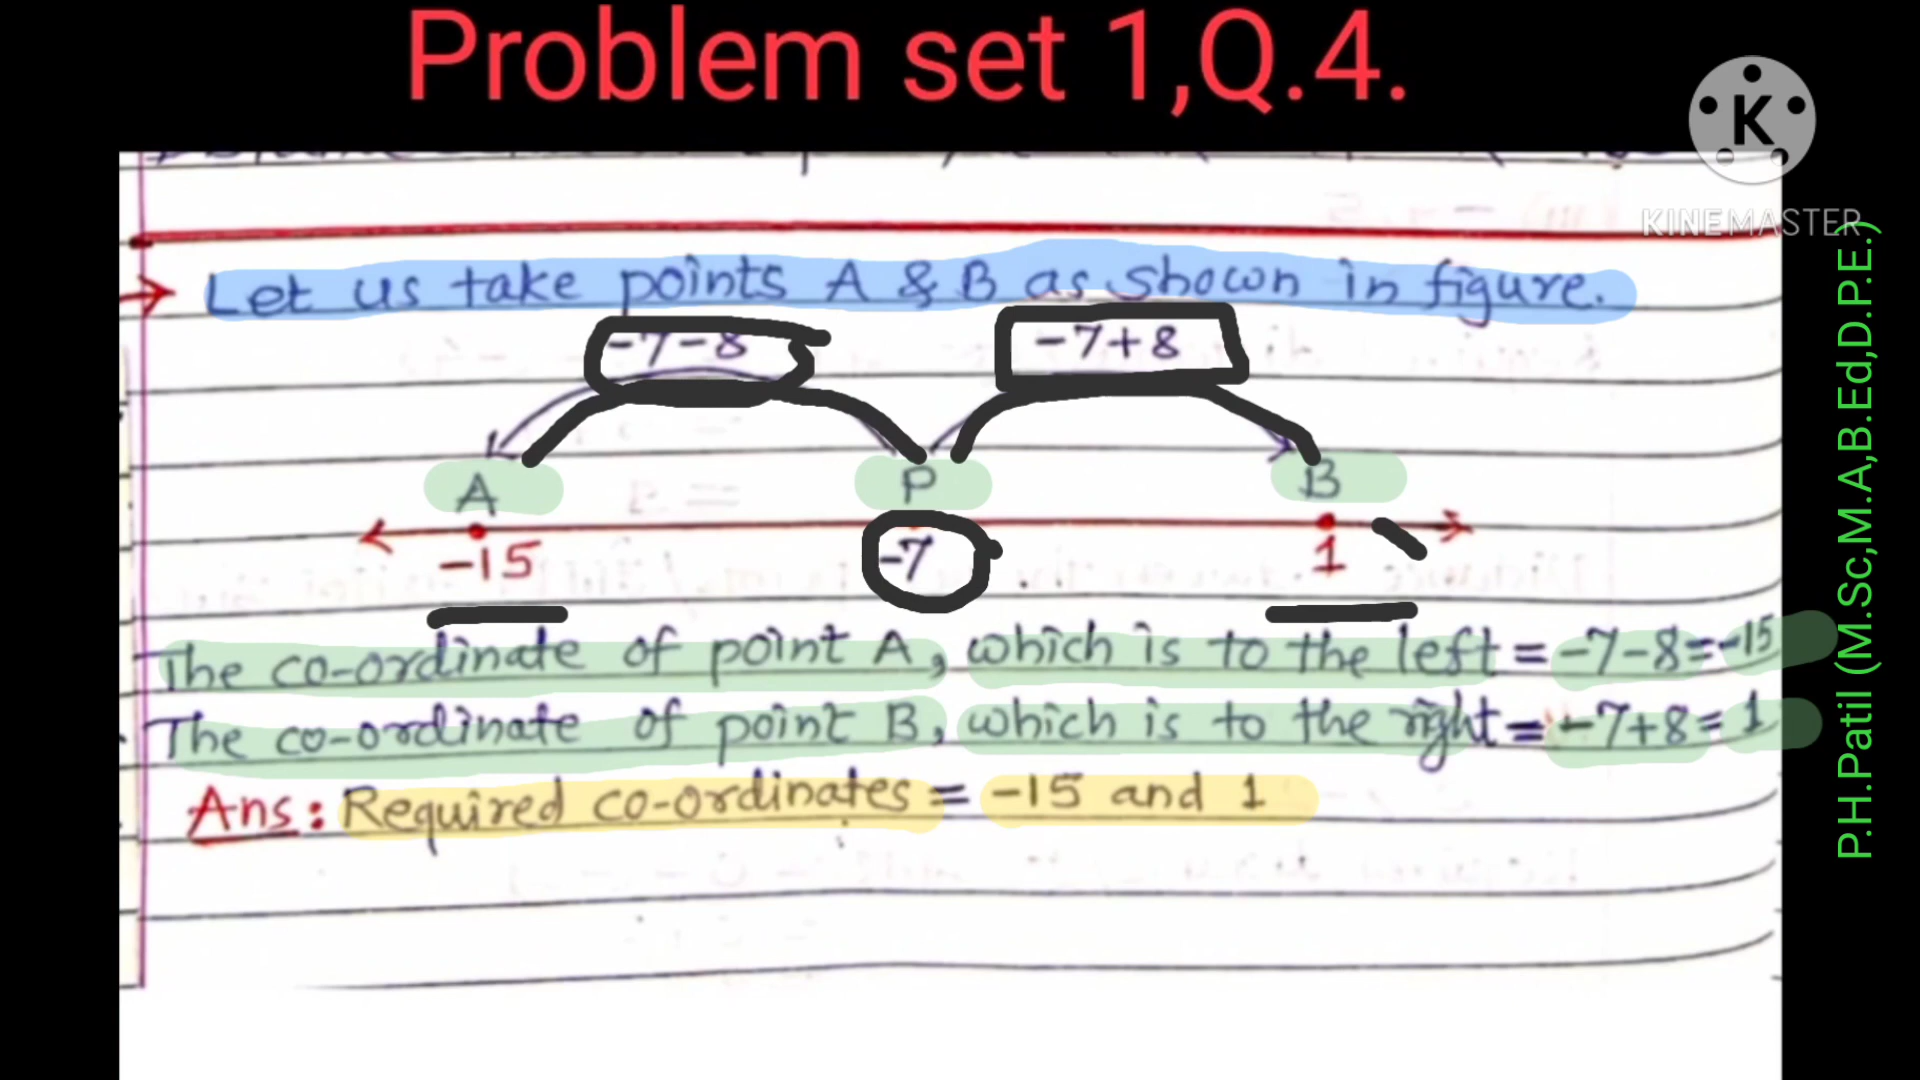 Problem set 1,Q.4.
K
KINEMASTER
Let us take points A & B as shown in figure.
-7-8 -7+8
A P B
-15 -7 1
The co-ordinate of point A, which is to the left = -7-8=-15
The co-ordinate of point B, which is to the right = -7+8= 1
Ans: Required co-ordinates = -15 and 1
P.H.Patil (M.Sc,M.A,B.Ed,D.P.E.)